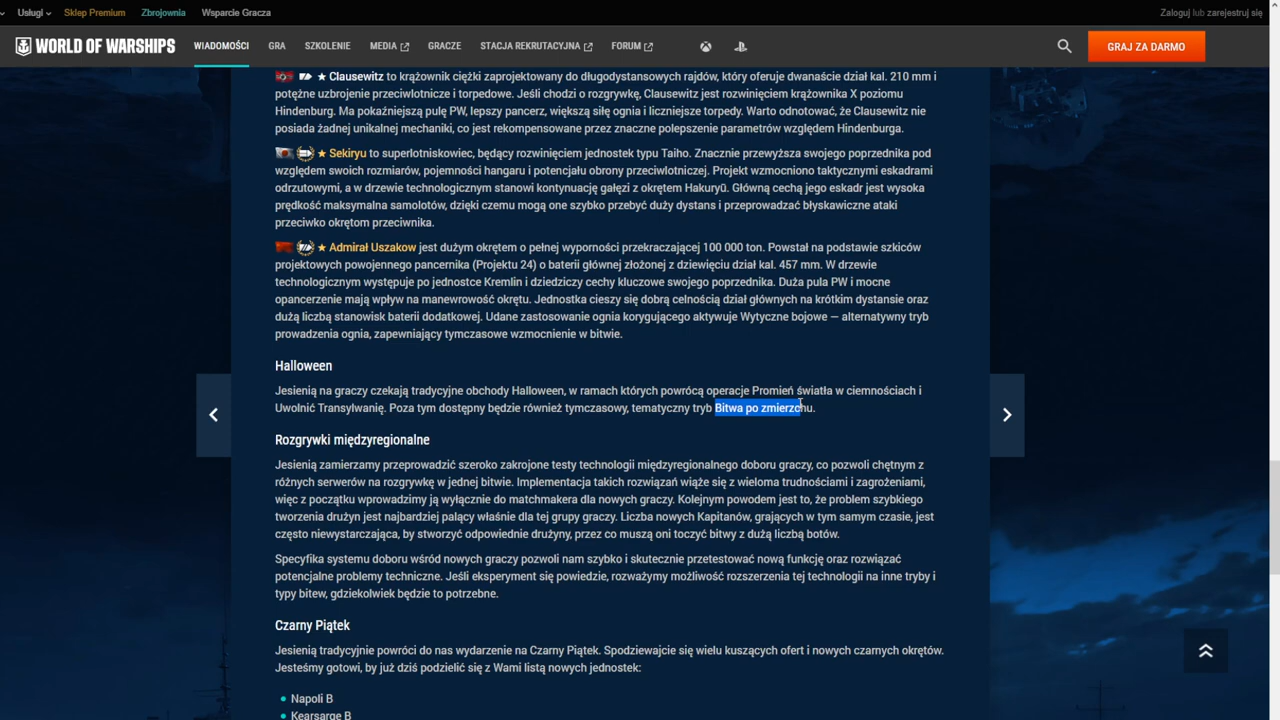 Usługi
Sklep Premium
Zbrojownia
Wsparcie Gracza
Zaloguj lub zarejestruj się
WORLD OF WARSHIPS
WIADOMOŚCI
GRA
SZKOLENIE
MEDIA
GRACZE
STACJA REKRUTACYJNA
FORUM
GRAJ ZA DARMO
★ Clausewitz to krążownik ciężki zaprojektowany do długodystansowych rajdów, który oferuje dwanaście dział kal. 210 mm i
potężne uzbrojenie przeciwlotnicze i torpedowe. Jeśli chodzi o rozgrywkę, Clausewitz jest rozwinięciem krążownika X poziomu
Hindenburg. Ma pokaźniejszą pulę PW, lepszy pancerz, większą siłę ognia i liczniejsze torpedy. Warto odnotować, że Clausewitz nie
posiada żadnej unikalnej mechaniki, co jest rekompensowane przez znaczne polepszenie parametrów względem Hindenburga.
★ Sekiryu to superlotniskowiec, będący rozwinięciem jednostek typu Taiho. Znacznie przewyższa swojego poprzednika pod
względem swoich rozmiarów, pojemności hangaru i potencjału obrony przeciwlotniczej. Projekt wzmocniono taktycznymi eskadrami
odrzutowymi, a w drzewie technologicznym stanowi kontynuację gałęzi z okrętem Hakuryū. Główną cechą jego eskadr jest wysoka
prędkość maksymalna samolotów, dzięki czemu mogą one szybko przebyć duży dystans i przeprowadzać błyskawiczne ataki
przeciwko okrętom przeciwnika.
★ Admirał Uszakow jest dużym okrętem o pełnej wyporności przekraczającej 100 000 ton. Powstał na podstawie szkiców
projektowych powojennego pancernika (Projektu 24) o baterii głównej złożonej z dziewięciu dział kal. 457 mm. W drzewie
technologicznym występuje po jednostce Kremlin i dziedziczy cechy kluczowe swojego poprzednika. Duża pula PW i mocne
opancerzenie mają wpływ na manewrowość okrętu. Jednostka cieszy się dobrą celnością dział głównych na krótkim dystansie oraz
dużą liczbą stanowisk baterii dodatkowej. Udane zastosowanie ognia korygującego aktywuje Wytyczne bojowe — alternatywny tryb
prowadzenia ognia, zapewniający tymczasowe wzmocnienie w bitwie.
Halloween
Jesienią na graczy czekają tradycyjne obchody Halloween, w ramach których powrócą operacje Promień światła w ciemnościach i
Uwolnić Transylwanię. Poza tym dostępny będzie również tymczasowy, tematyczny tryb Bitwa po zmierzchu.
Rozgrywki międzyregionalne
Jesienią zamierzamy przeprowadzić szeroko zakrojone testy technologii międzyregionalnego doboru graczy, co pozwoli chętnym z
różnych serwerów na rozgrywkę w jednej bitwie. Implementacja takich rozwiązań wiąże się z wieloma trudnościami i zagrożeniami,
więc z początku wprowadzimy ją wyłącznie do matchmakera dla nowych graczy. Kolejnym powodem jest to, że problem szybkiego
tworzenia drużyn jest najbardziej palący właśnie dla tej grupy graczy. Liczba nowych Kapitanów, grających w tym samym czasie, jest
często niewystarczająca, by stworzyć odpowiednie drużyny, przez co muszą oni toczyć bitwy z dużą liczbą botów.
Specyfika systemu doboru wśród nowych graczy pozwoli nam szybko i skutecznie przetestować nową funkcję oraz rozwiązać
potencjalne problemy techniczne. Jeśli eksperyment się powiedzie, rozważymy możliwość rozszerzenia tej technologii na inne tryby i
typy bitew, gdziekolwiek będzie to potrzebne.
Czarny Piątek
Jesienią tradycyjnie powróci do nas wydarzenie na Czarny Piątek. Spodziewajcie się wielu kuszących ofert i nowych czarnych okrętów.
Jesteśmy gotowi, by już dziś podzielić się z Wami listą nowych jednostek:
Napoli B
Kearsarge B